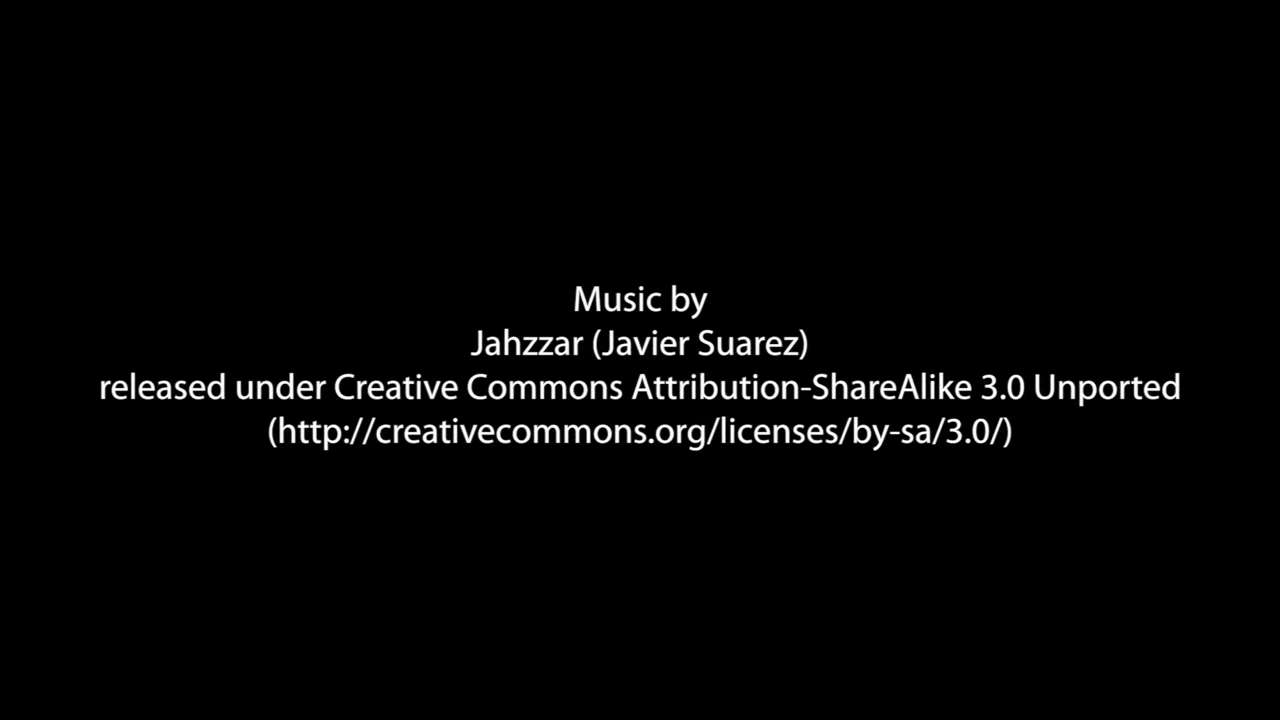 Music by
Jahzzar (Javier Suarez)
released under Creative Commons Attribution-ShareAlike 3.0 Unported
(http://creativecommons.org/licenses/by-sa/3.0/)